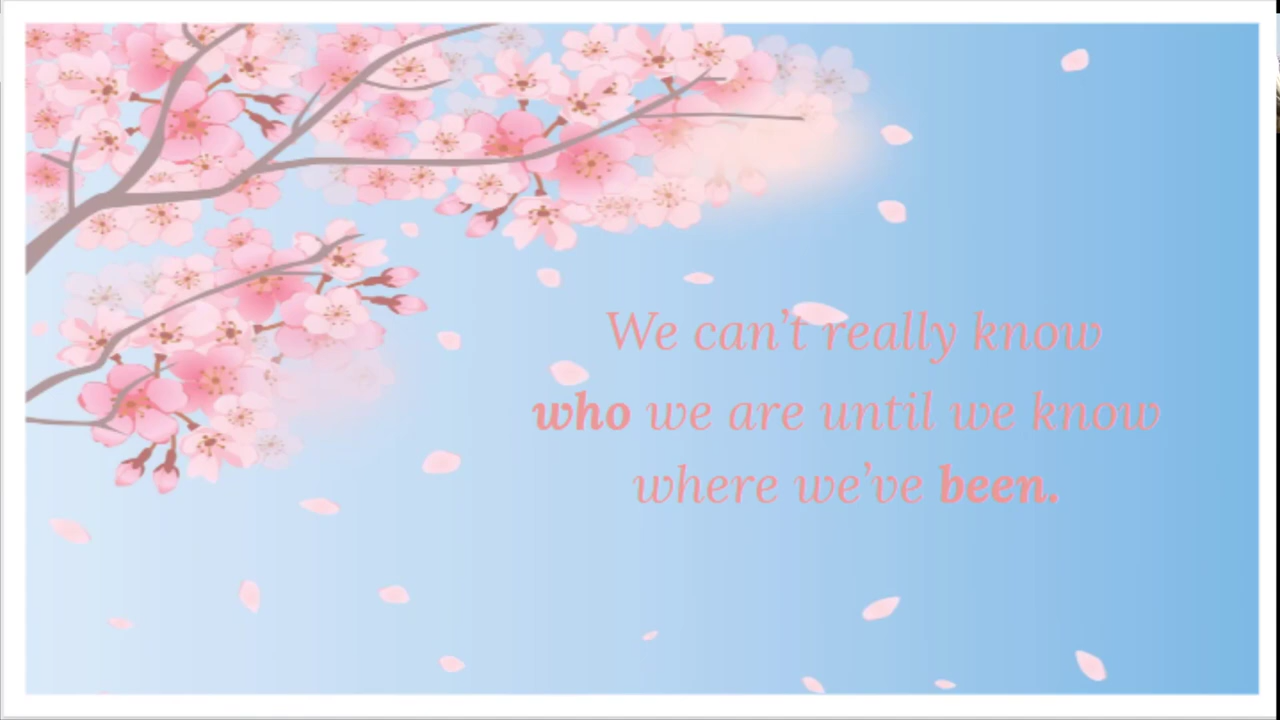 We can’t really know
who we are until we know
where we’ve been.